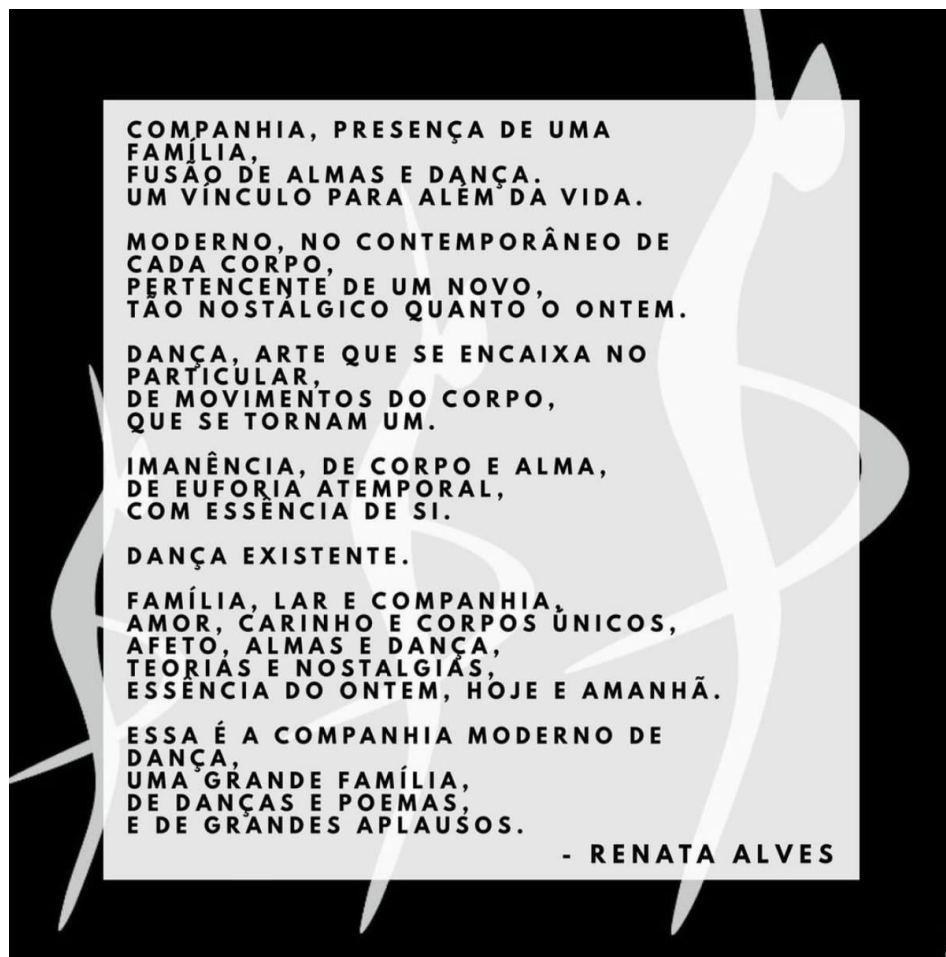 COMPANHIA, PRESENÇA DE UMA
FAMÍLIA,
FUSÃO DE ALMAS E DANÇA.
UM VÍNCULO PARA ALÉM DA VIDA.
MODERNO, NO CONTEMPORÂNEO DE
CADA CORPO,
PERTENCENTE DE UM NOVO,
TÃO NOSTÁLGICO QUANTO O ONTEM.
DANÇA, ARTE QUE SE ENCAIXA NO
PARTICULAR,
DE MOVIMENTOS DO CORPO,
QUE SE TORNAM UM.
IMANÊNCIA, DE CORPO E ALMA,
DE EUFORIA ATEMPORAL,
COM ESSÊNCIA DE SI.
DANÇA EXISTENTE.
FAMÍLIA, LAR E COMPANHIA,
AMOR, CARINHO E CORPOS ÚNICOS,
AFETO, ALMAS E DANÇA,
TEORIAS E NOSTALGIAS,
ESSÊNCIA DO ONTEM, HOJE E AMANHÃ.
ESSA É A COMPANHIA MODERNO DE
DANÇA,
UMA GRANDE FAMÍLIA,
DE DANÇAS E POEMAS,
E DE GRANDES APLAUSOS.
- RENATA ALVES